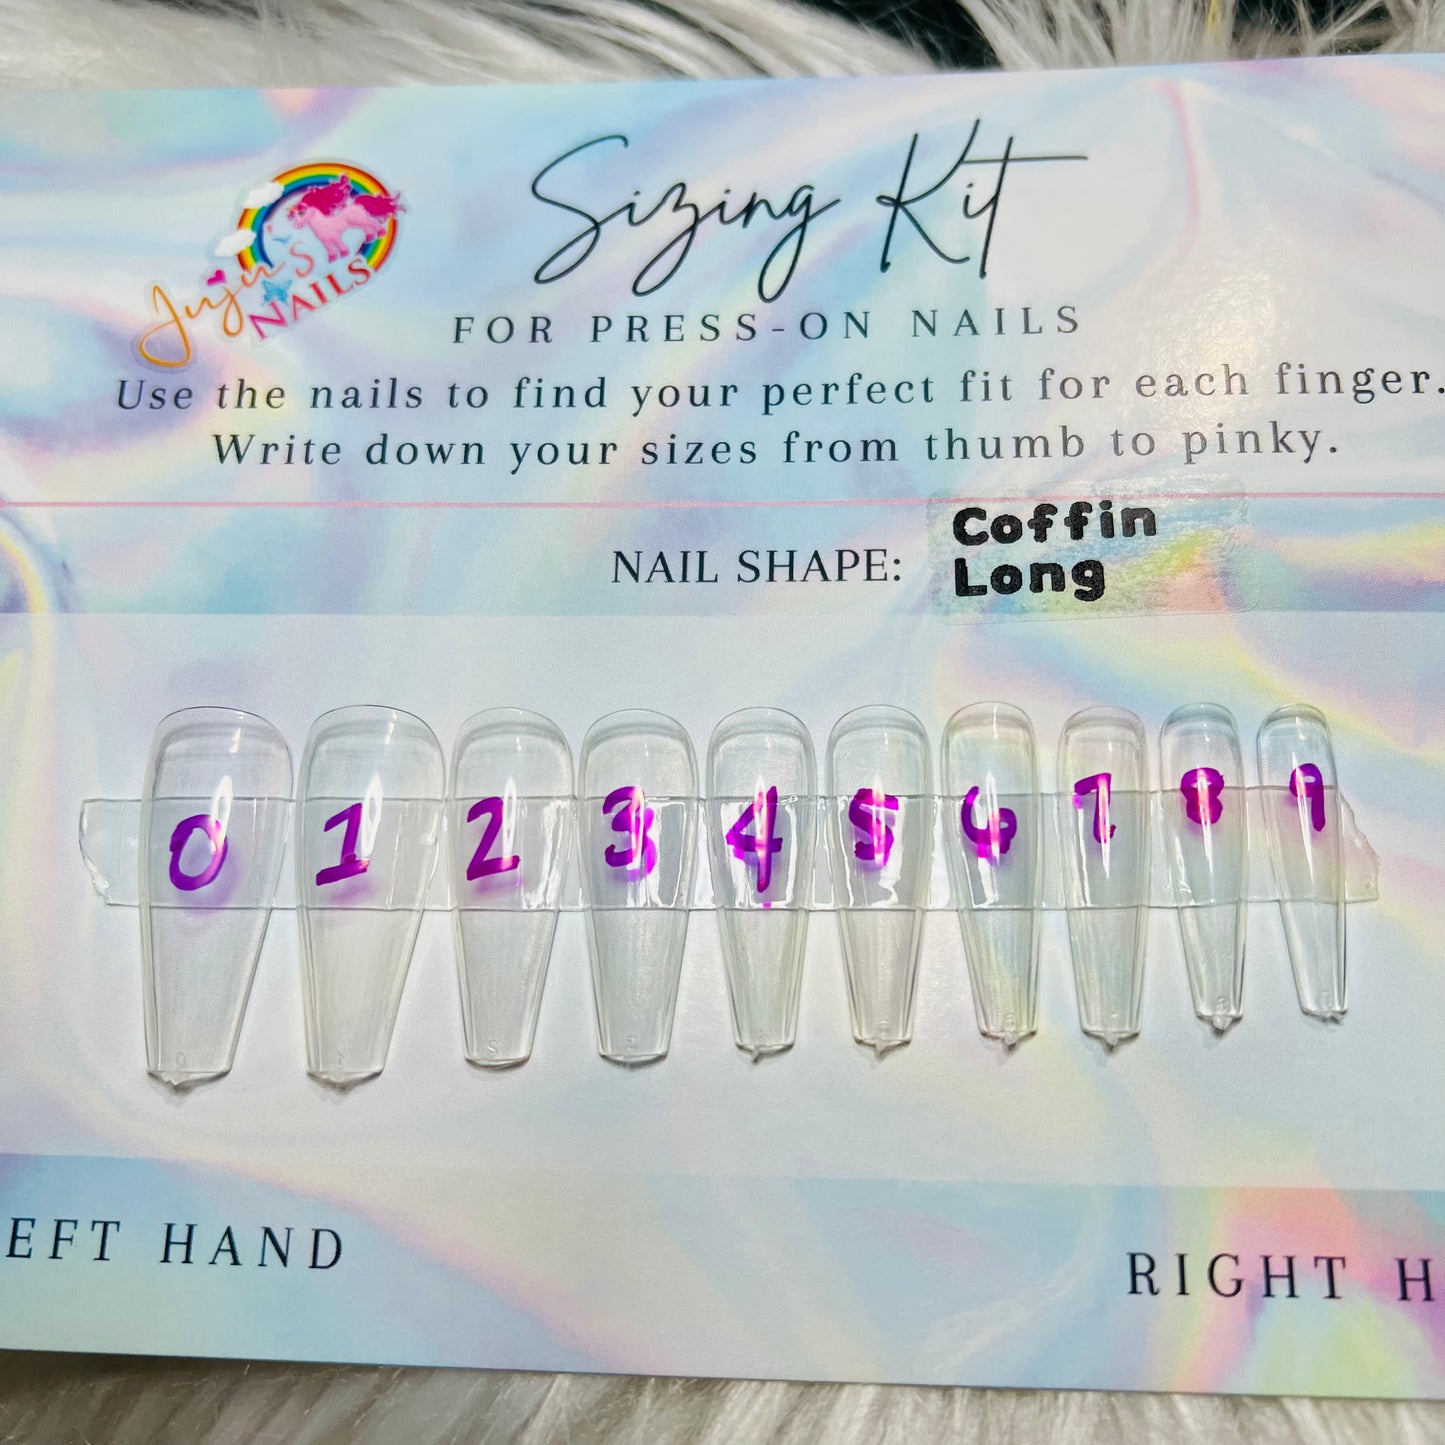 Juju's
NAILS
Sizing Kit
FOR PRESS-ON NAILS
Use the nails to find your perfect fit for each finger.
Write down your sizes from thumb to pinky.
NAIL SHAPE:
Coffin
Long
0 1 2 3 4 5 6 7 8 9
EFT HAND
RIGHT H